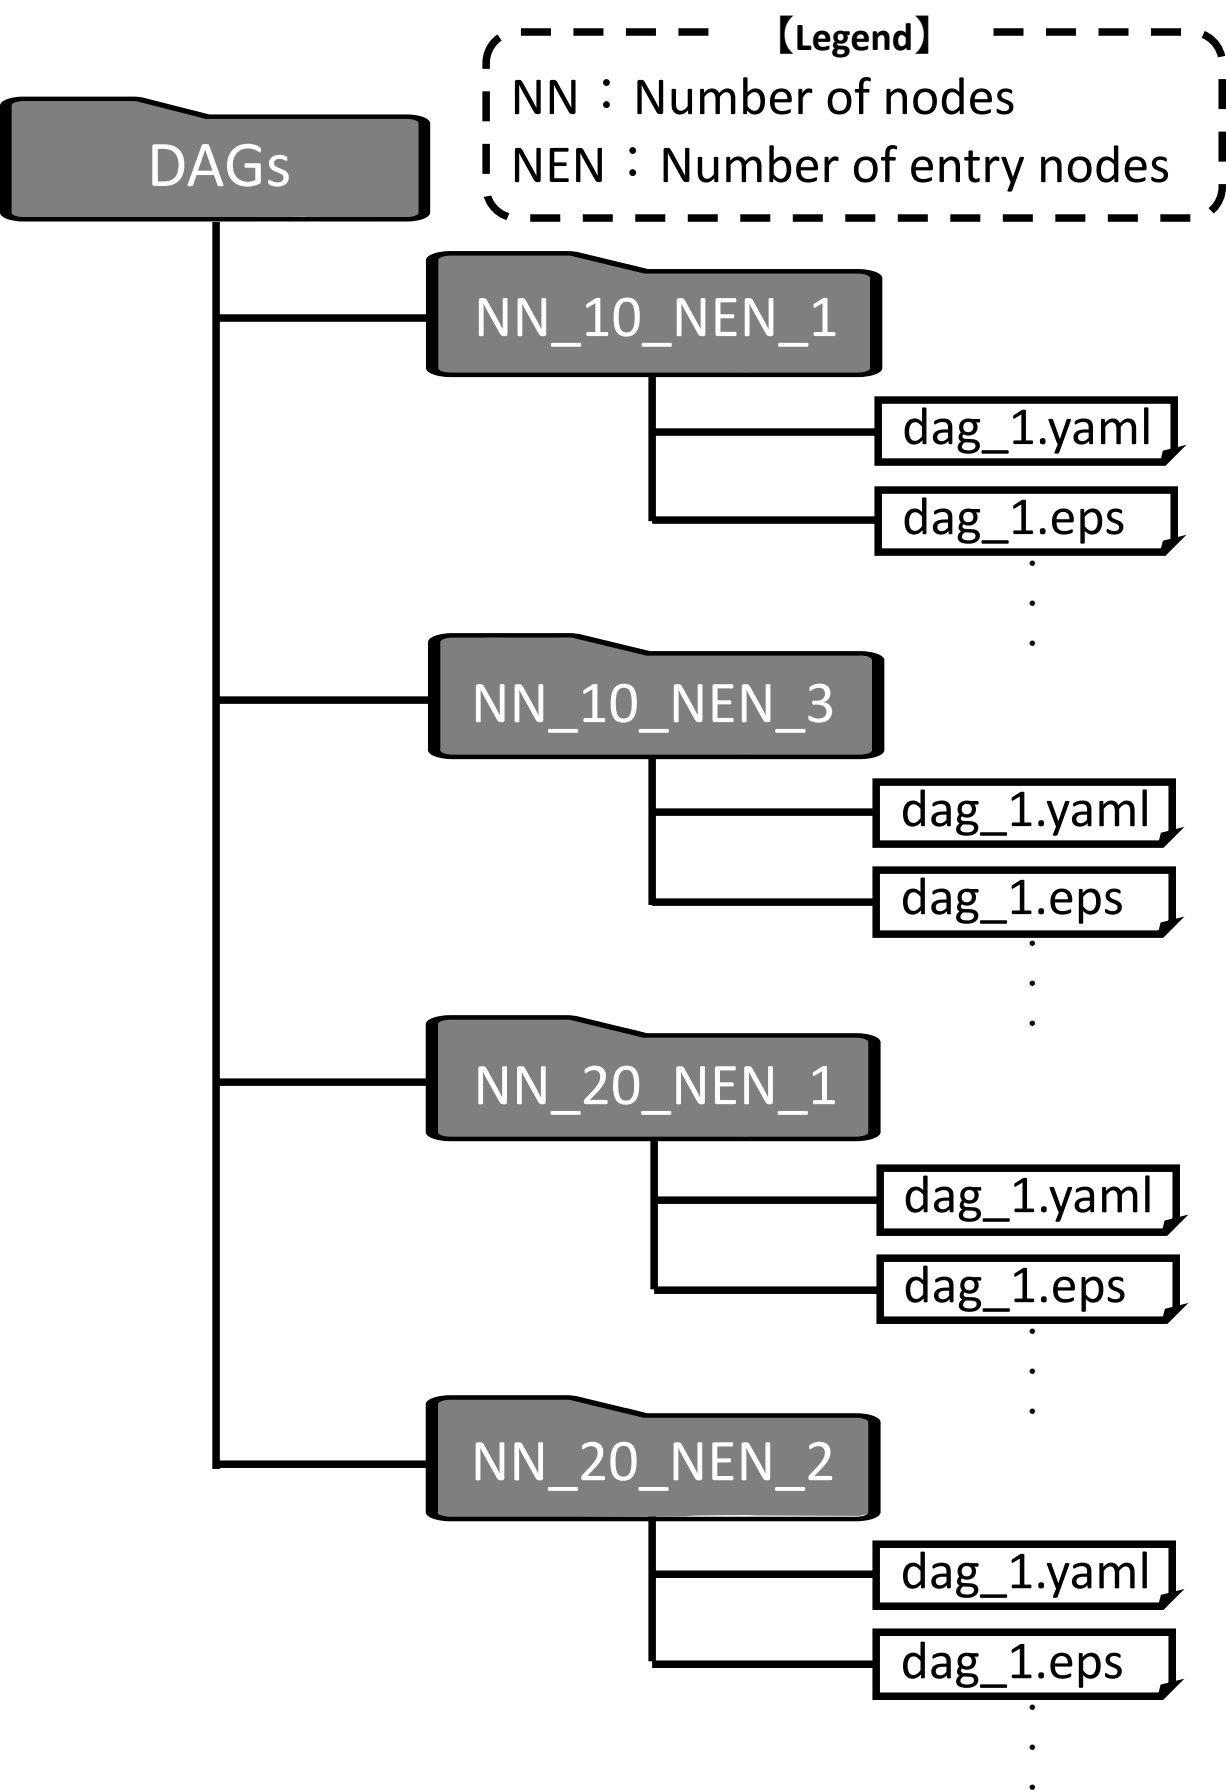 【Legend】
NN：Number of nodes
NEN：Number of entry nodes
DAGs
NN_10_NEN_1
dag_1.yaml
dag_1.eps
NN_10_NEN_3
dag_1.yaml
dag_1.eps
NN_20_NEN_1
dag_1.yaml
dag_1.eps
NN_20_NEN_2
dag_1.yaml
dag_1.eps